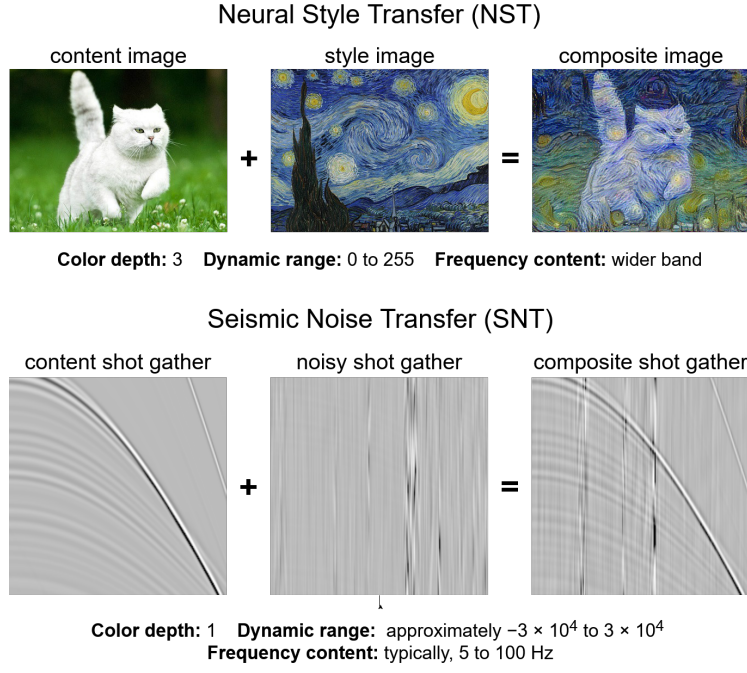 Neural Style Transfer (NST)
content image
style image
composite image
+
=
Color depth: 3 Dynamic range: 0 to 255 Frequency content: wider band
Seismic Noise Transfer (SNT)
content shot gather
noisy shot gather
composite shot gather
+
=
Color depth: 1 Dynamic range: approximately −3 × 10⁴ to 3 × 10⁴
Frequency content: typically, 5 to 100 Hz